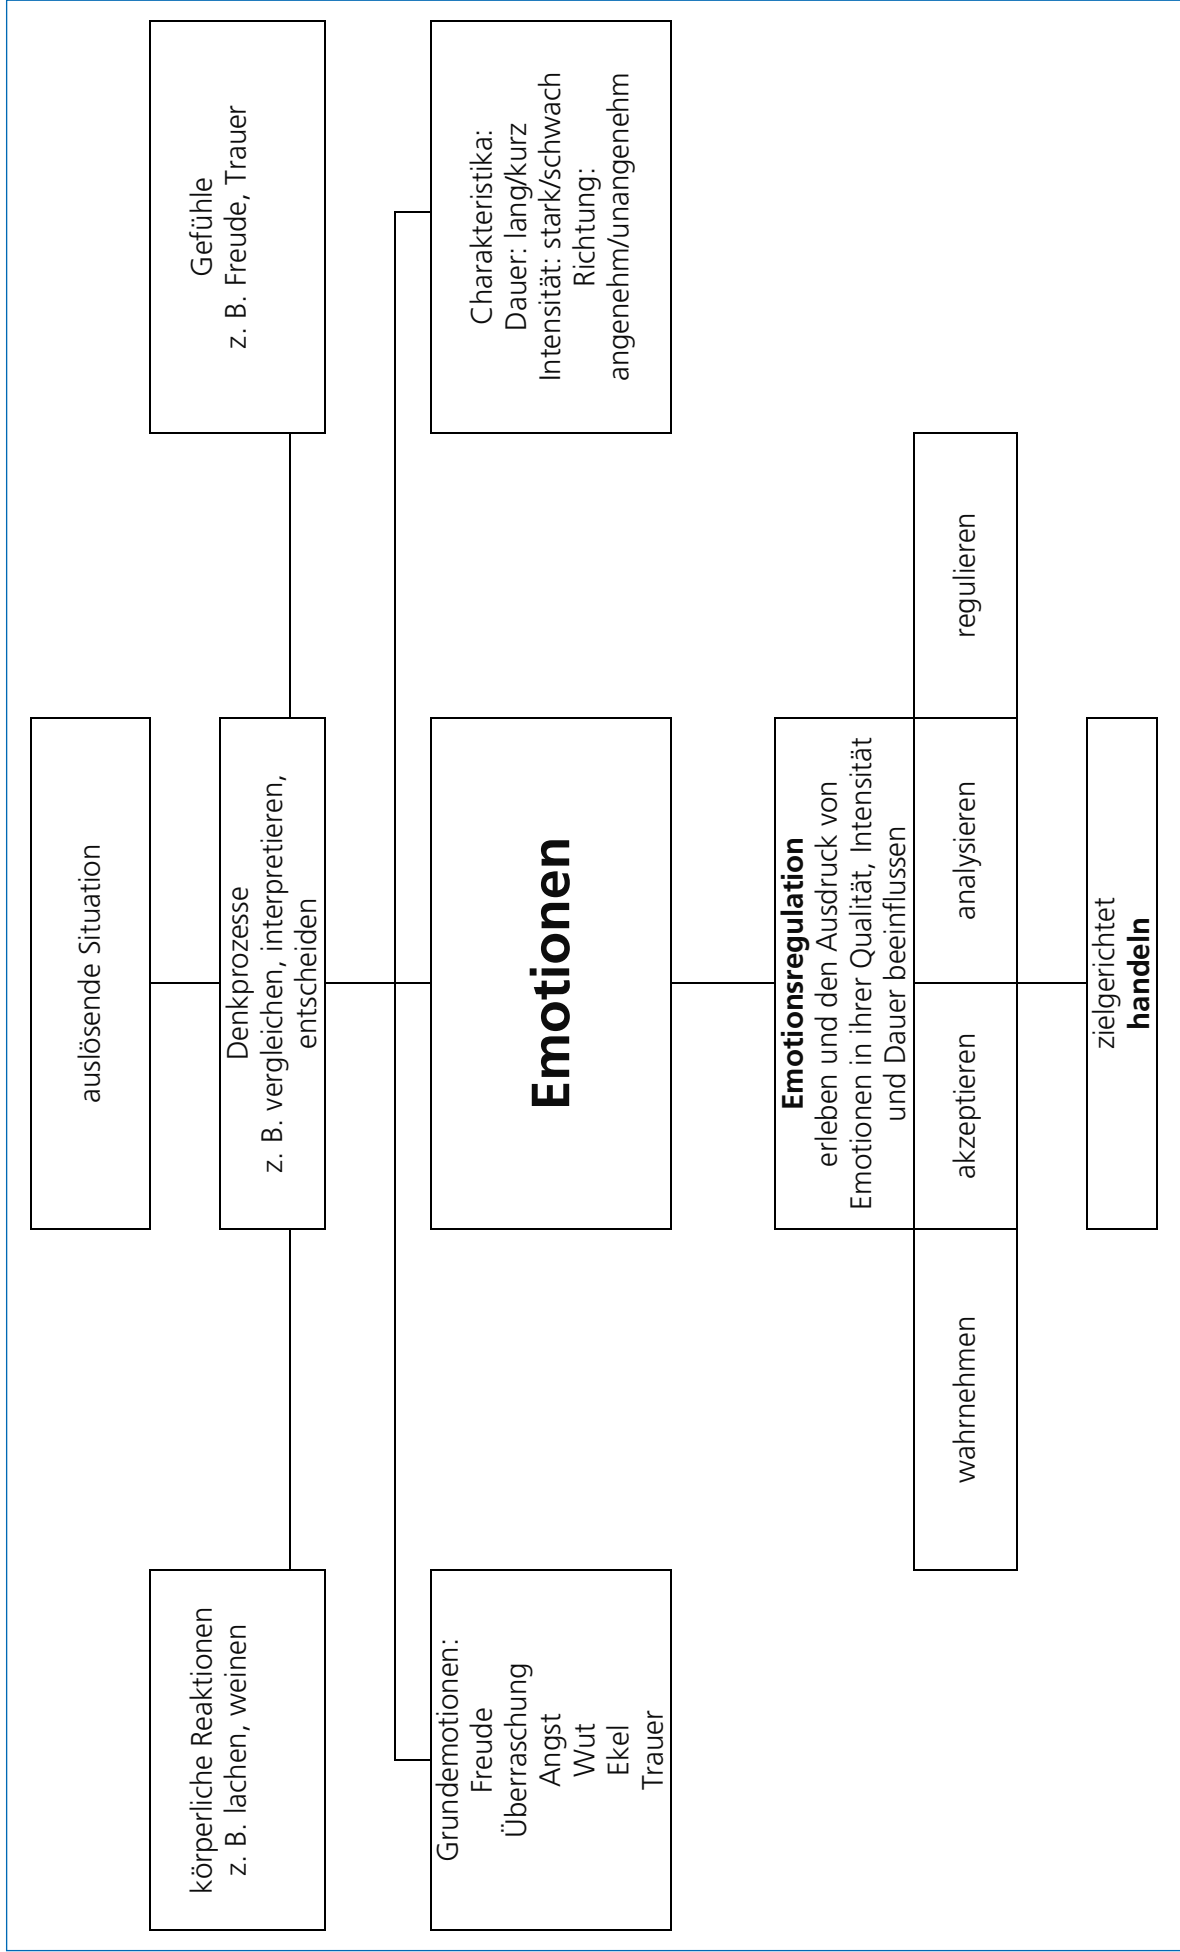 auslösende Situation
körperliche Reaktionen
z. B. lachen, weinen
Denkprozesse
z. B. vergleichen, interpretieren,
entscheiden
Gefühle
z. B. Freude, Trauer
Grundemotionen:
Freude
Überraschung
Angst
Wut
Ekel
Trauer
Emotionen
Charakteristika:
Dauer: lang/kurz
Intensität: stark/schwach
Richtung:
angenehm/unangenehm
Emotionsregulation
erleben und den Ausdruck von
Emotionen in ihrer Qualität, Intensität
und Dauer beeinflussen
wahrnehmen
akzeptieren
analysieren
regulieren
zielgerichtet
handeln